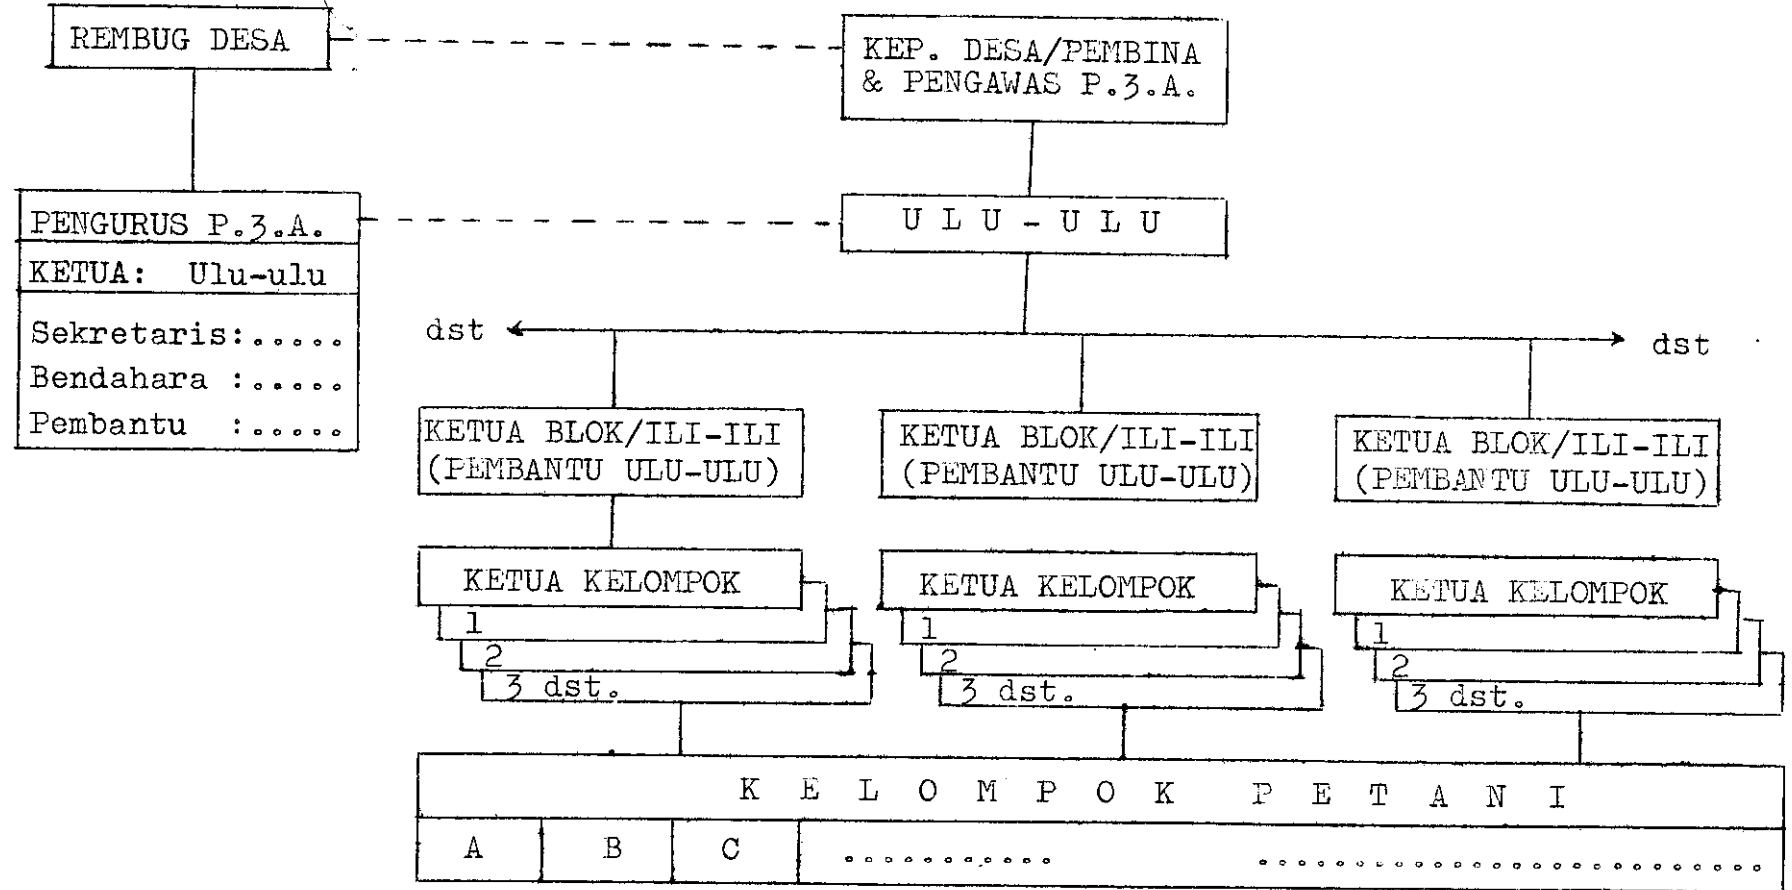 REMBUG DESA
KEP. DESA/PEMBINA
& PENGAWAS P.3.A.
PENGURUS P.3.A.
KETUA: Ulu-ulu
Sekretaris:.....
Bendahara :.....
Pembantu :.....
U L U - U L U
dst
dst
KETUA BLOK/ILI-ILI
(PEMBANTU ULU-ULU)
KETUA BLOK/ILI-ILI
(PEMBANTU ULU-ULU)
KETUA BLOK/ILI-ILI
(PEMBANTU ULU-ULU)
KETUA KELOMPOK
1
2
3 dst.
KETUA KELOMPOK
1
2
3 dst.
KETUA KELOMPOK
1
2
3 dst.
K E L O M P O K P E T A N I
A B C ........... ..........................